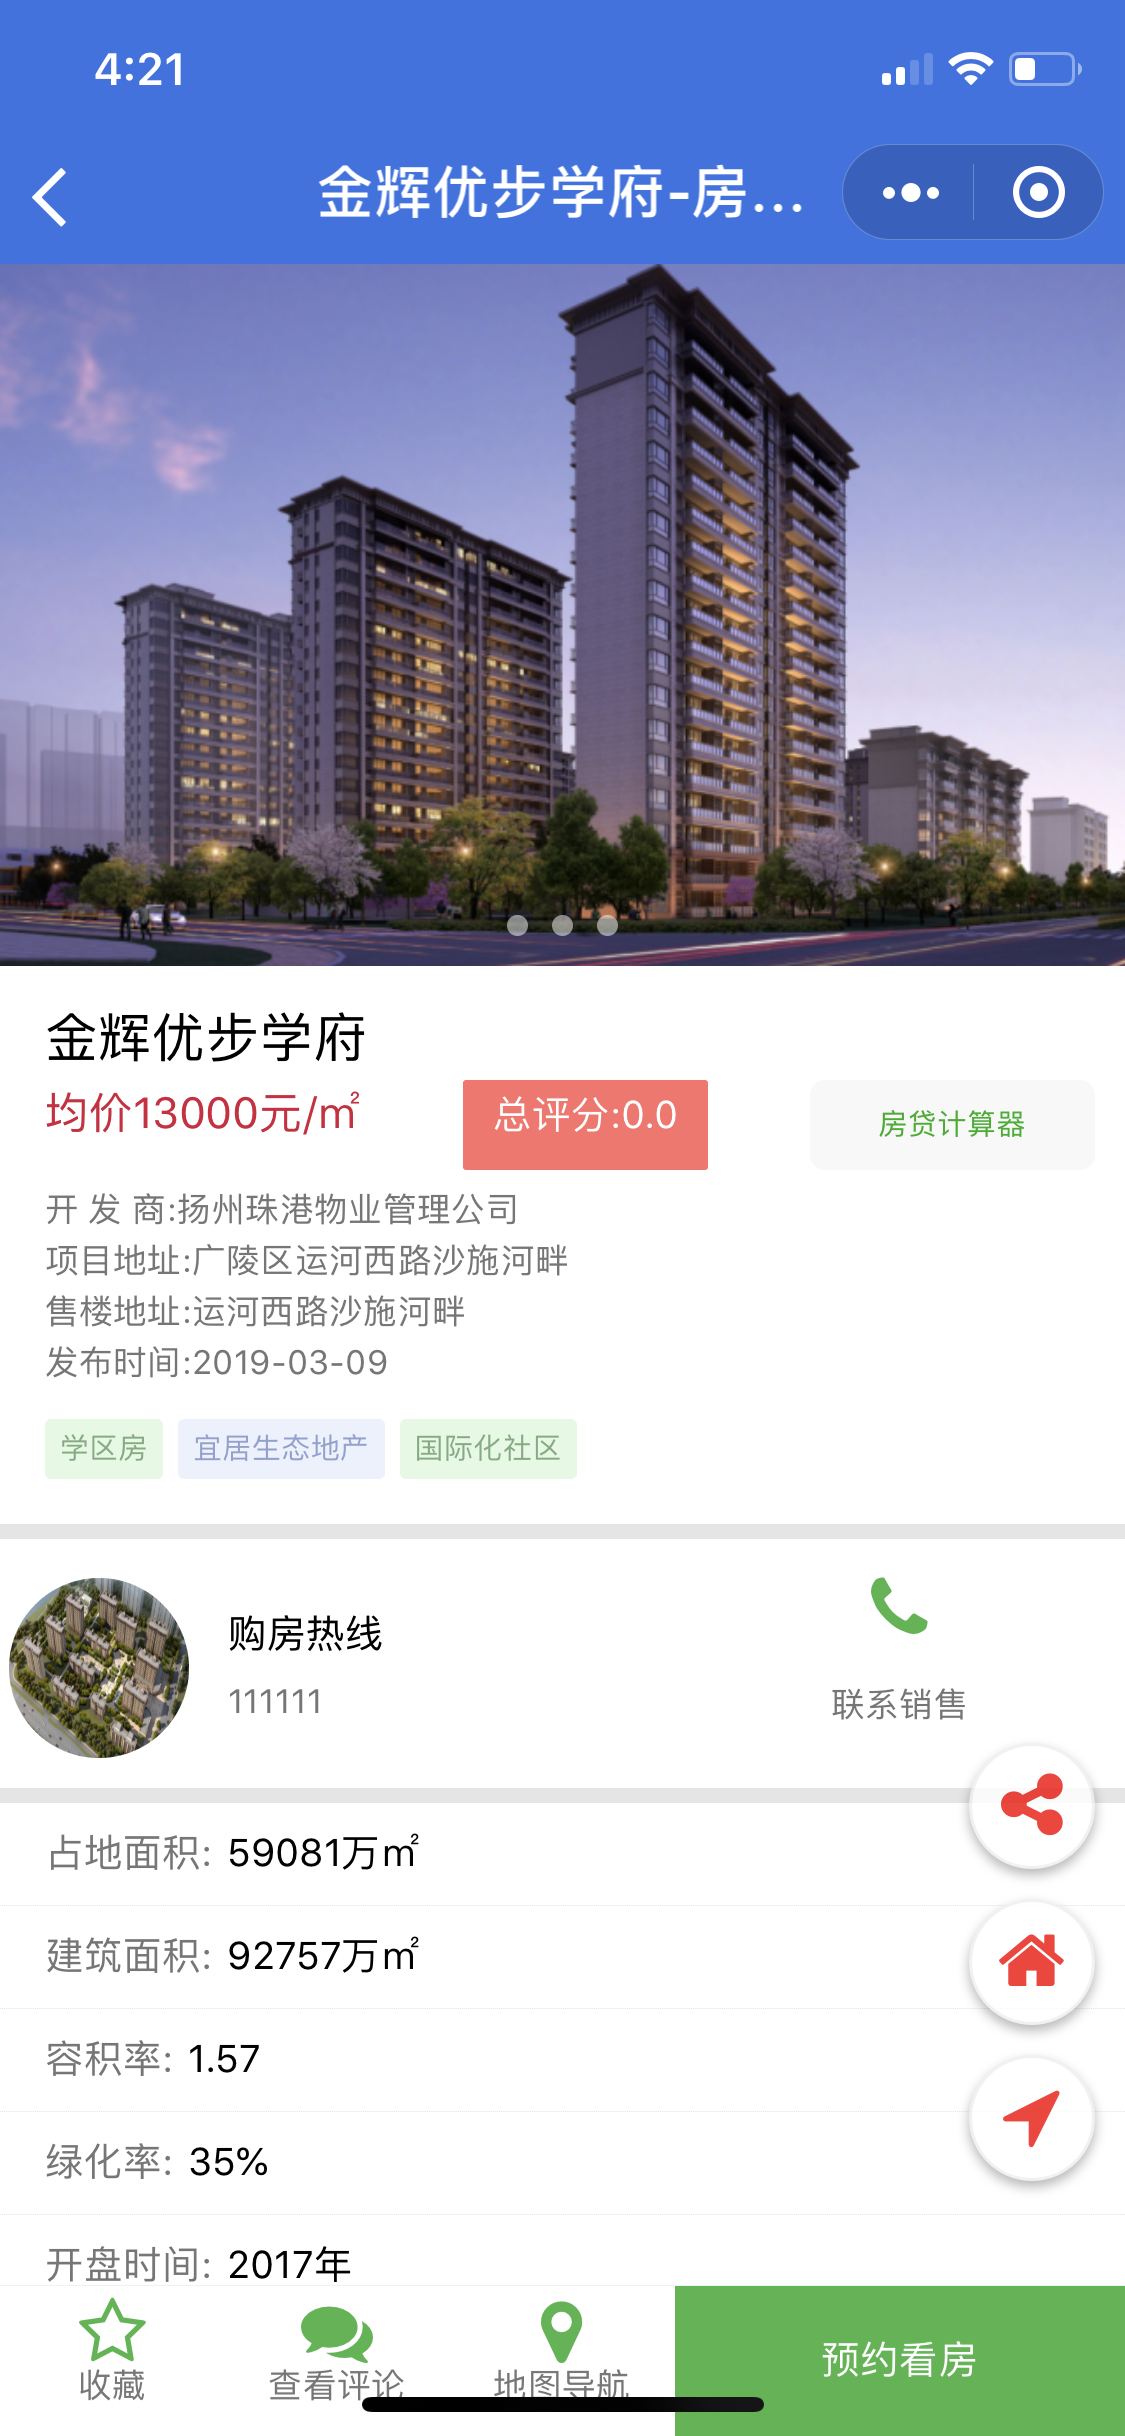 4:21
金辉优步学府-房...
金辉优步学府
均价13000元/㎡
总评分:0.0
房贷计算器
开 发 商:扬州珠港物业管理公司
项目地址:广陵区运河西路沙施河畔
售楼地址:运河西路沙施河畔
发布时间:2019-03-09
学区房 宜居生态地产 国际化社区
购房热线
111111
联系销售
占地面积: 59081万㎡
建筑面积: 92757万㎡
容积率: 1.57
绿化率: 35%
开盘时间: 2017年
收藏 查看评论 地图导航 预约看房